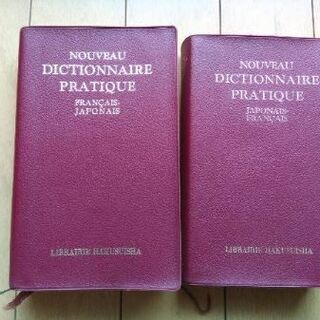 NOUVEAU
DICTIONNAIRE
PRATIQUE
FRANÇAIS-
JAPONAIS
LIBRAIRIE HAKUSUISHA
NOUVEAU
DICTIONNAIRE
PRATIQUE
JAPONAIS-
FRANÇAIS
LIBRAIRIE HAKUSUISHA